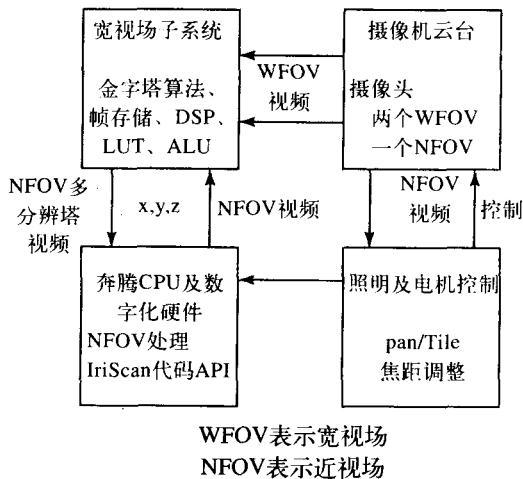 宽视场子系统
金字塔算法、
帧存储、DSP、
LUT、ALU
WFOV
视频
摄像机云台
摄像头
两个WFOV
一个NFOV
NFOV多
分辨塔
视频
x,y,z
NFOV视频
NFOV
视频
控制
奔腾CPU及数
字化硬件
NFOV处理
IriScan代码API
照明及电机控制
pan/Tile
焦距调整
WFOV表示宽视场
NFOV表示近视场